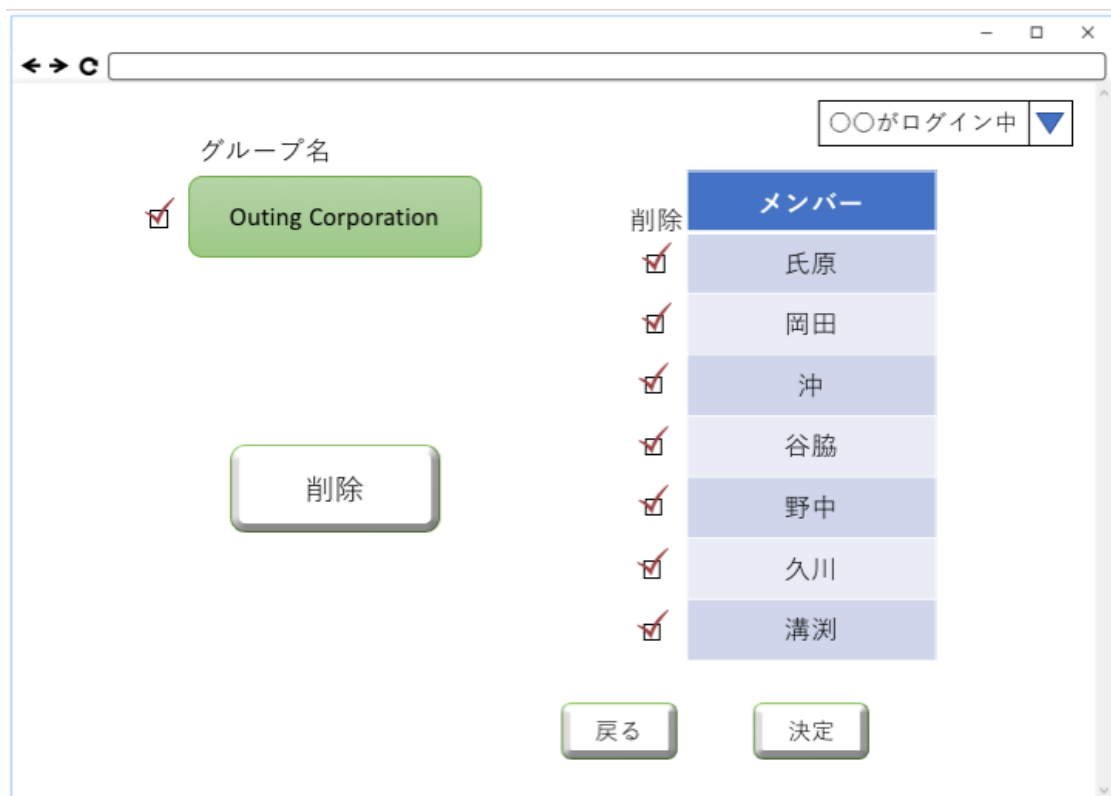 ○○がログイン中
グループ名
Outing Corporation
削除
削除
メンバー
氏原
岡田
沖
谷脇
野中
久川
溝渕
戻る
決定